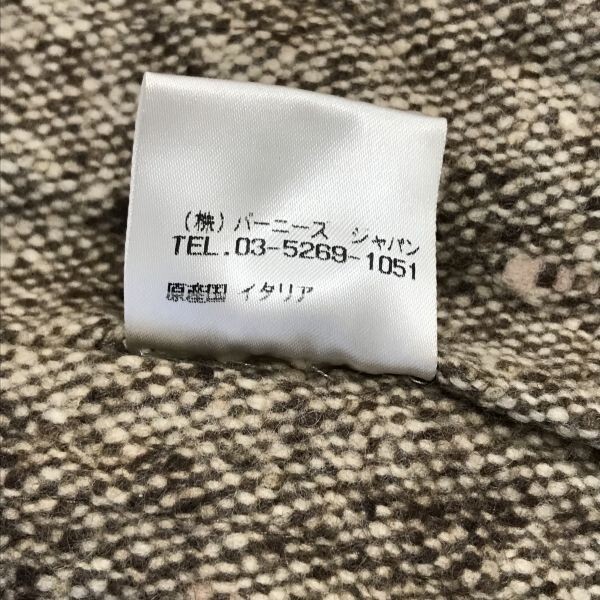 (株) バーニーズ ジャパン
TEL.03-5269-1051
原産国 イタリア